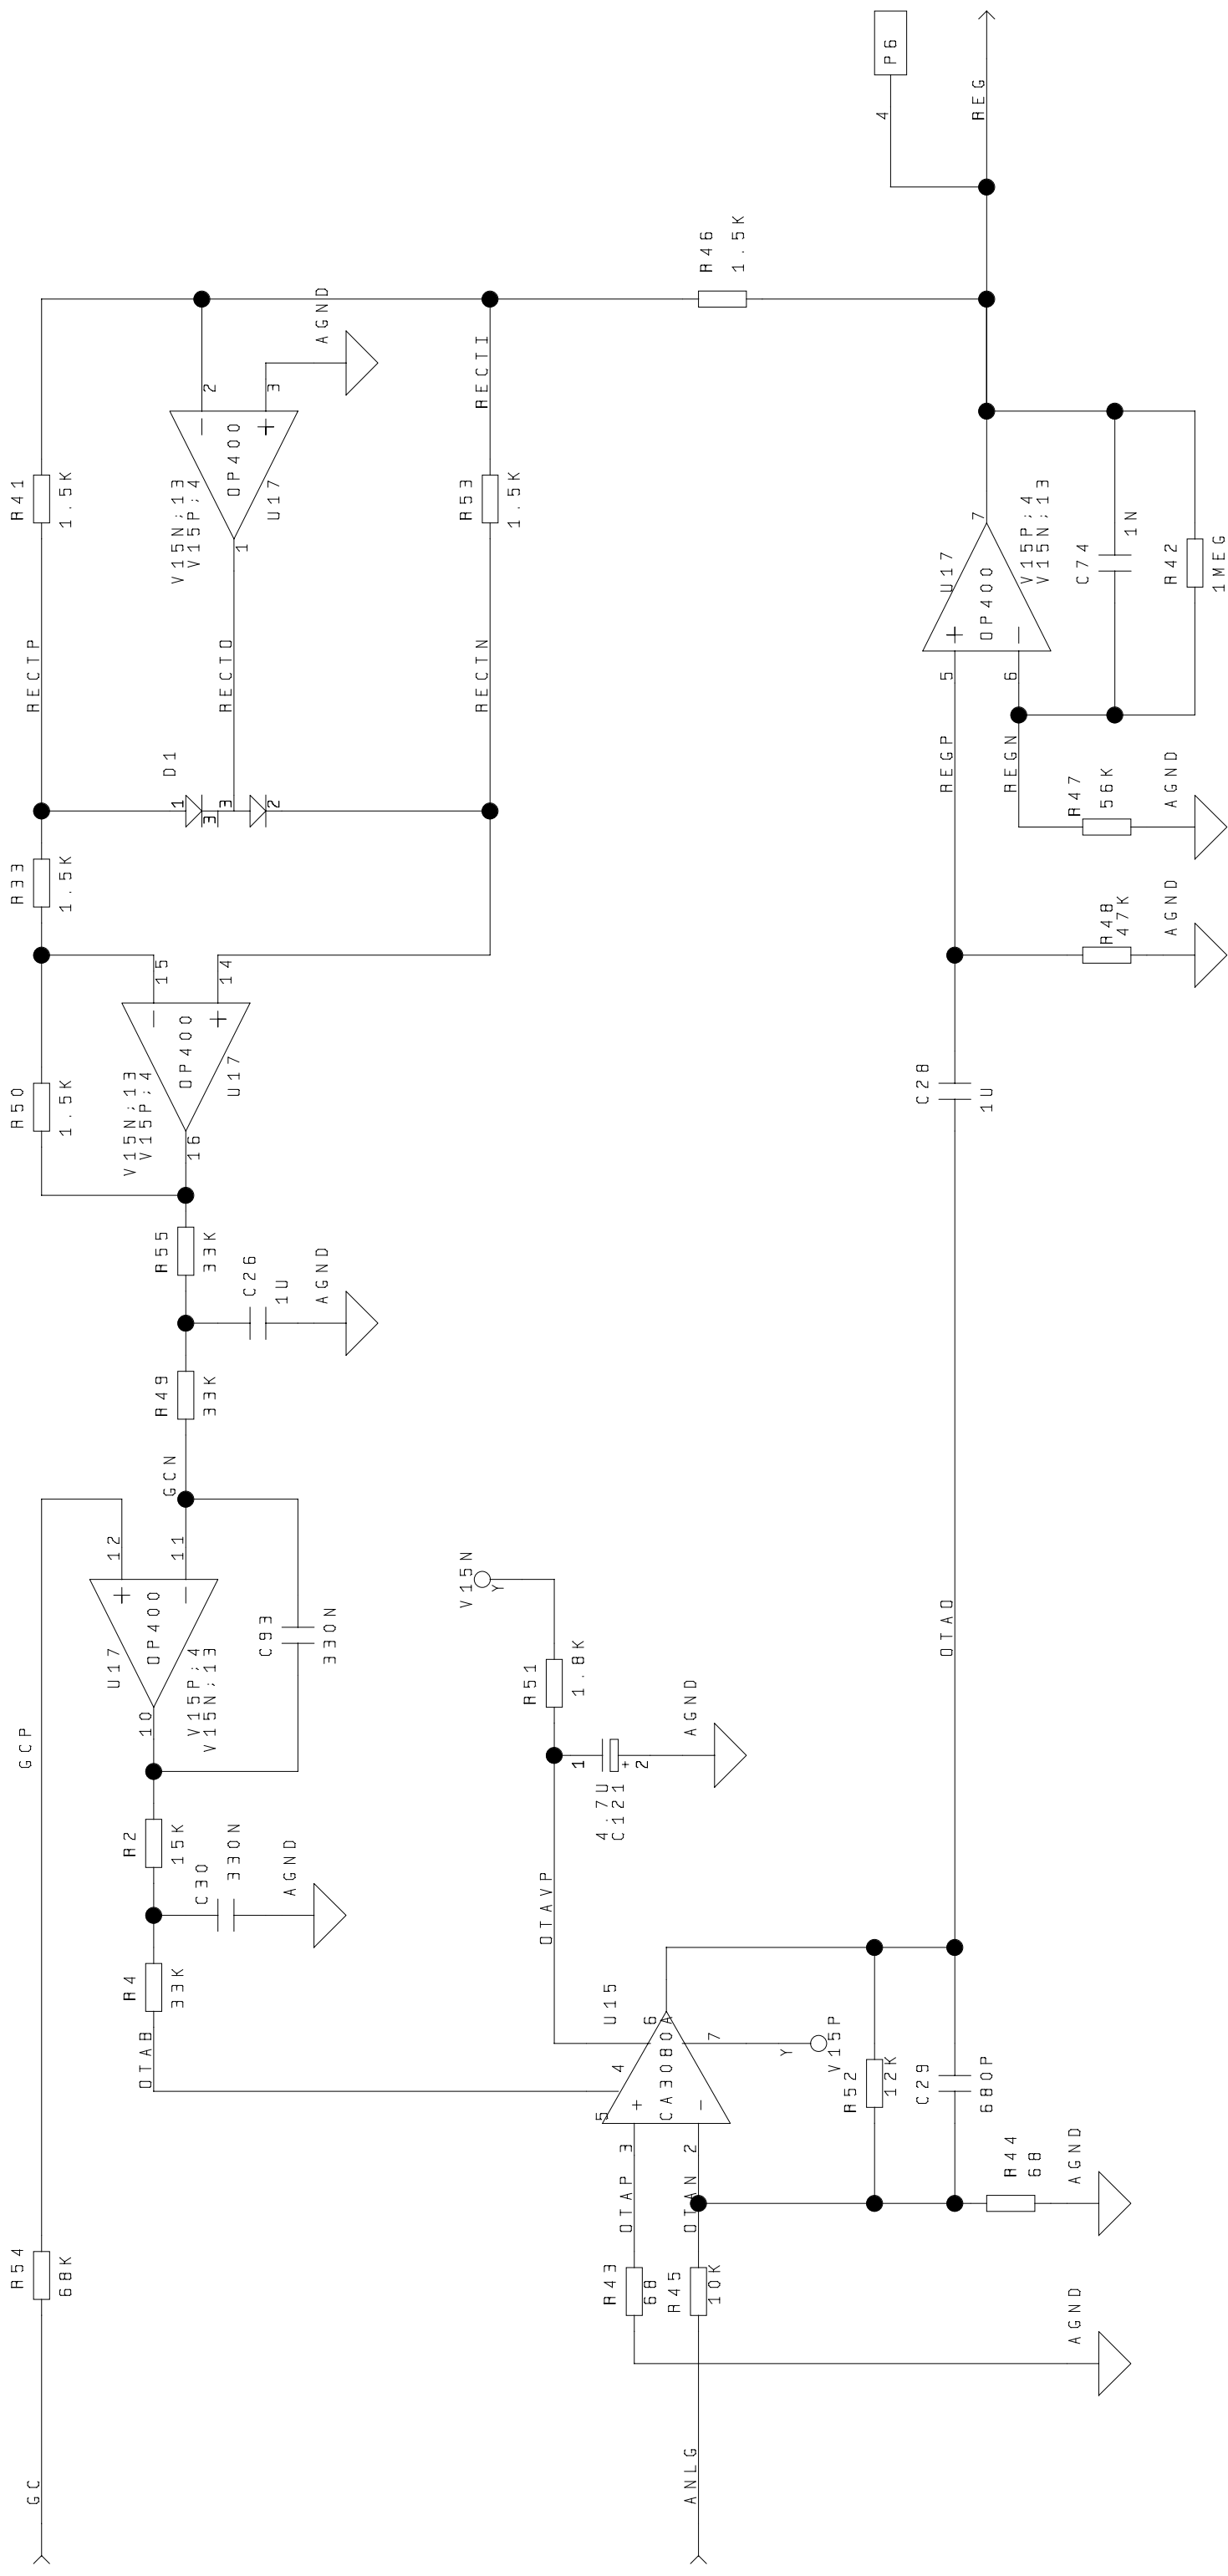 GC
R54
68K
GCP
OTAB
R4
33K
C30
330N
AGND
R2
15K
10
U17
OP400
V15P;4
V15N;13
12
11
C93
330N
GCN
R49
33K
C26
1U
AGND
R55
33K
16
R50
1.5K
V15N;13
V15P;4
OP400
U17
15
14
R33
1.5K
D1
1
3
3
2
RECTP
RECTO
RECTN
R41
1.5K
V15N;13
V15P;4
1
OP400
U17
2
3
AGND
R53
1.5K
RECTI
R46
1.5K
ANLG
R43
68
R45
10K
AGND
OTAP
OTAN
3
2
5
4
CA3080A
6
U15
7
Y
V15P
OTAVP
4.7U
C121
1
2
AGND
R51
1.8K
V15N
Y
R52
12K
C29
680P
R44
68
AGND
OTAO
C28
1U
R48
47K
AGND
REGP
REGN
R47
56K
AGND
5
6
OP400
U17
7
V15P;4
V15N;13
C74
1N
R42
1MEG
4
P6
REG